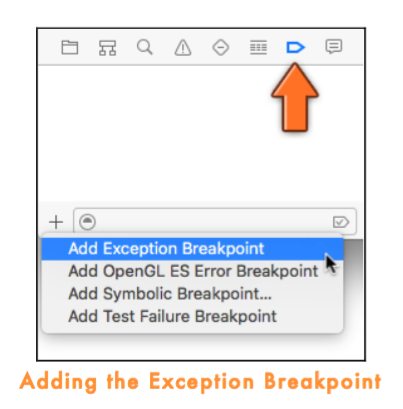 Add Exception Breakpoint
Add OpenGL ES Error Breakpoint
Add Symbolic Breakpoint...
Add Test Failure Breakpoint
Adding the Exception Breakpoint